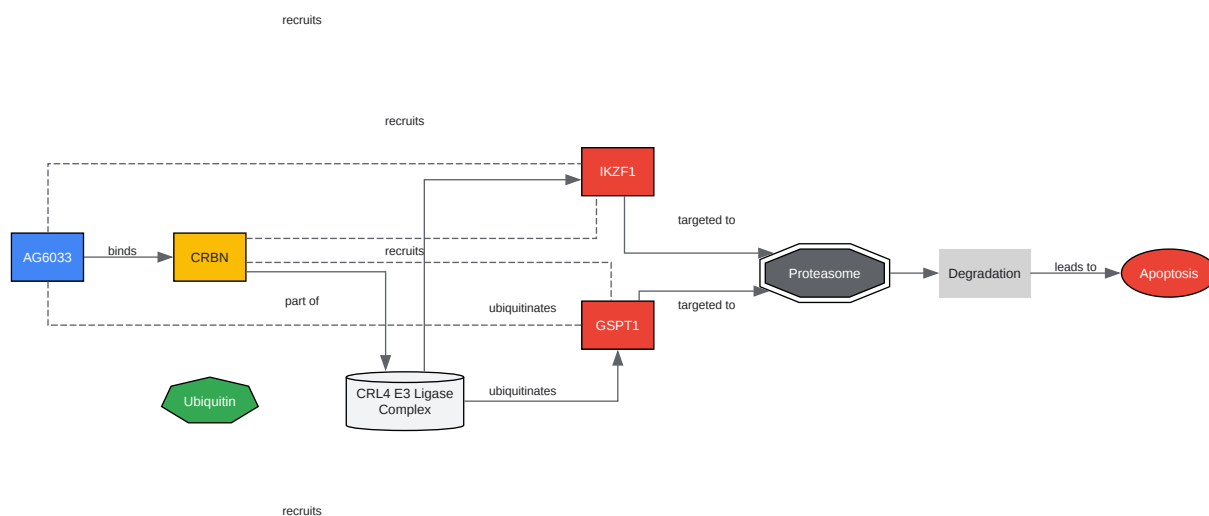 recruits
recruits
IKZF1
targeted to
AG6033
binds
CRBN
recruits
Proteasome
Degradation
leads to
Apoptosis
part of
ubiquitinates
targeted to
GSPT1
Ubiquitin
CRL4 E3 Ligase
Complex
ubiquitinates
recruits